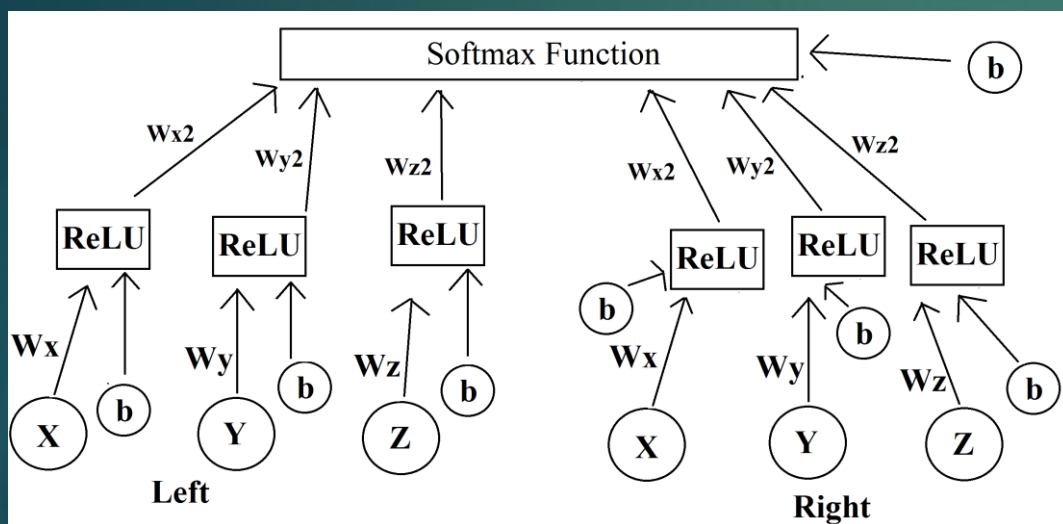 Softmax Function
b
Wx2
Wy2
Wz2
Wx2
Wy2
Wz2
ReLU
ReLU
ReLU
ReLU
ReLU
ReLU
b
b
Wx
Wy
Wz
Wx
Wy
Wz
b
b
b
b
X
Y
Z
X
Y
Z
Left
Right